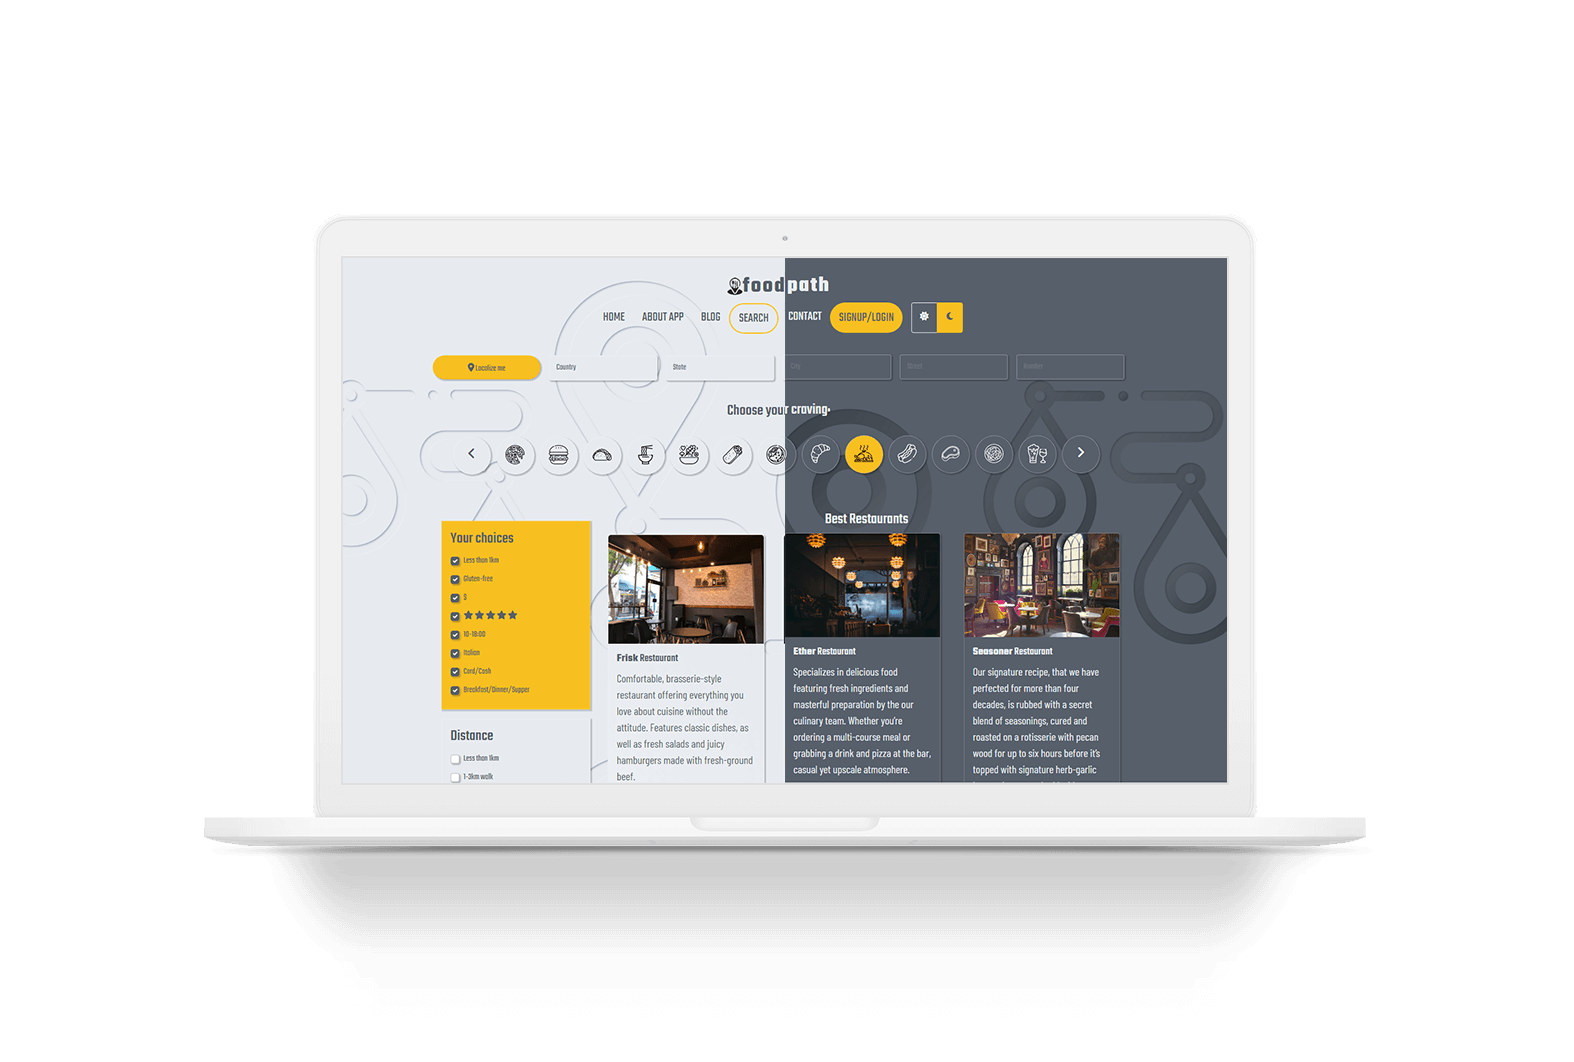 foodpath
HOME ABOUT APP BLOG SEARCH CONTACT SIGNUP/LOGIN
Localize me Country State City Street Number
Choose your craving:
Best Restaurants
Your choices
Less than 1km
Gluten-free
$
10-18:00
Italian
Card/Cash
Breakfast/Dinner/Supper
Distance
Less than 1km
1-3km walk
Frisk Restaurant
Comfortable, brasserie-style
restaurant offering everything you
love about cuisine without the
attitude. Features classic dishes, as
well as fresh salads and juicy
hamburgers made with fresh-ground
beef.
Ether Restaurant
Specializes in delicious food
featuring fresh ingredients and
masterful preparation by the our
culinary team. Whether you're
ordering a multi-course meal or
grabbing a drink and pizza at the bar,
casual yet upscale atmosphere.
Seasoner Restaurant
Our signature recipe, that we have
perfected for more than four
decades, is rubbed with a secret
blend of seasonings, cured and
roasted on a rotisserie with pecan
wood for up to six hours before it's
topped with signature herb-garlic